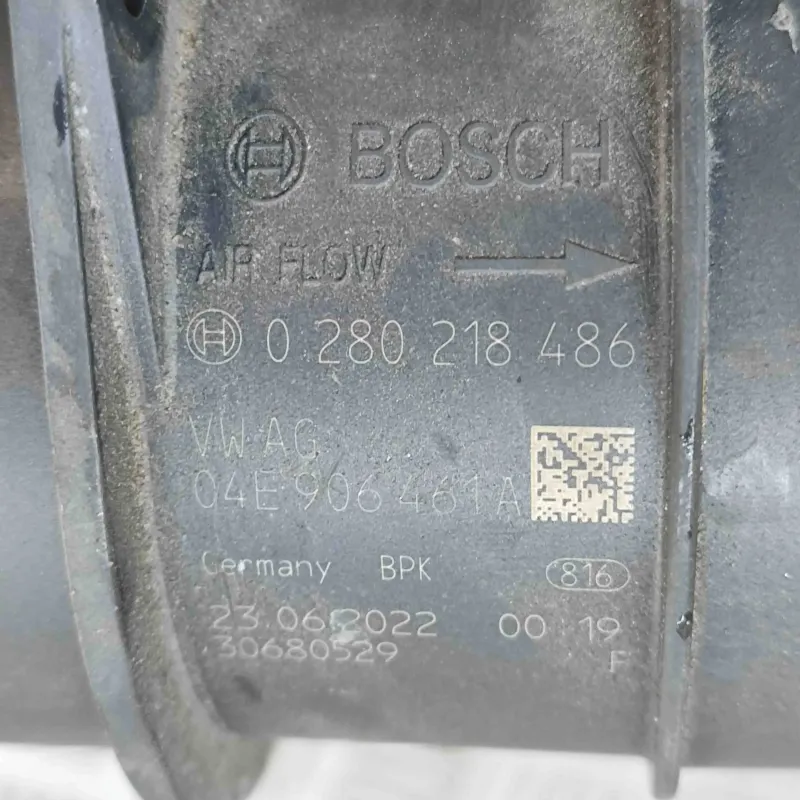 BOSCH
AIR FLOW
0 280 218 486
VW AG
04E 906 461 A
Germany BPK 816
23.06.2022 00 19
30680529 F